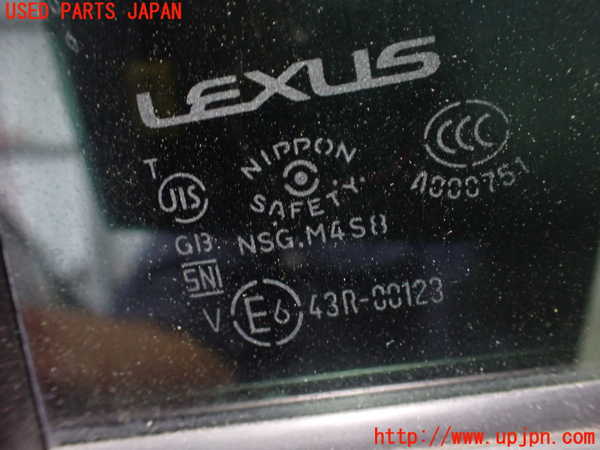 USED PARTS JAPAN
LEXUS
CCC
A000751
NIPPON
SAFETY
T
JIS
G13 NSG.M4S8
SNI
V E6 43R-00123
http://www.upjpn.com/